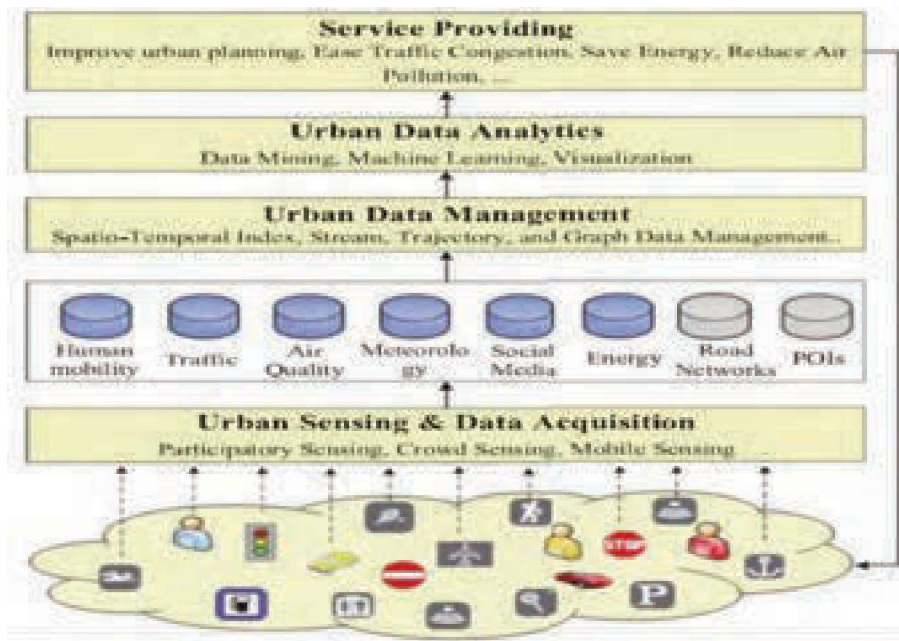 Service Providing
Improve urban planning, Ease Traffic Congestion, Save Energy, Reduce Air
Pollution, ...
Urban Data Analytics
Data Mining, Machine Learning, Visualization
Urban Data Management
Spatio-Temporal Index, Stream, Trajectory, and Graph Data Management...
Human
mobility
Traffic
Air
Quality
Meteorolo
gy
Social
Media
Energy
Road
Networks
POIs
Urban Sensing & Data Acquisition
Participatory Sensing, Crowd Sensing, Mobile Sensing
STOP
P